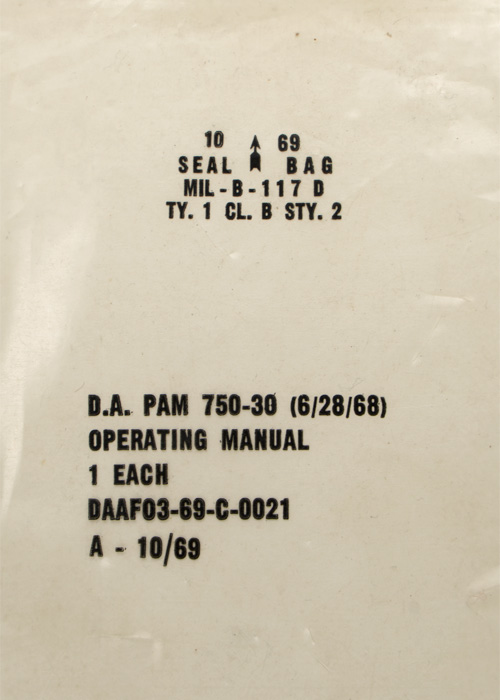 10 69
SEAL BAG
MIL-B-117 D
TY. 1 CL. B STY. 2
D.A. PAM 750-30 (6/28/68)
OPERATING MANUAL
1 EACH
DAAF03-69-C-0021
A - 10/69